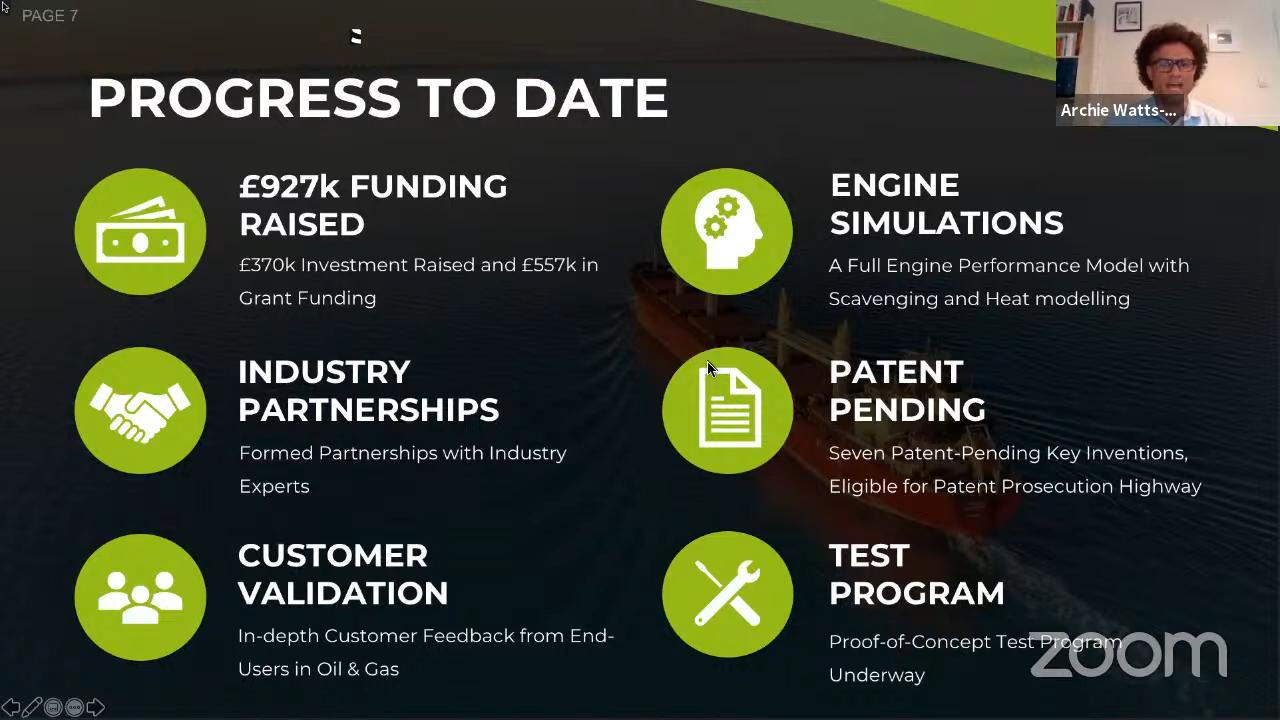 PAGE 7
PROGRESS TO DATE
Archie Watts-...
£927k FUNDING
RAISED
£370k Investment Raised and £557k in
Grant Funding
ENGINE
SIMULATIONS
A Full Engine Performance Model with
Scavenging and Heat modelling
INDUSTRY
PARTNERSHIPS
Formed Partnerships with Industry
Experts
PATENT
PENDING
Seven Patent-Pending Key Inventions,
Eligible for Patent Prosecution Highway
CUSTOMER
VALIDATION
In-depth Customer Feedback from End-
Users in Oil & Gas
TEST
PROGRAM
Proof-of-Concept Test Program
Underway
zoom